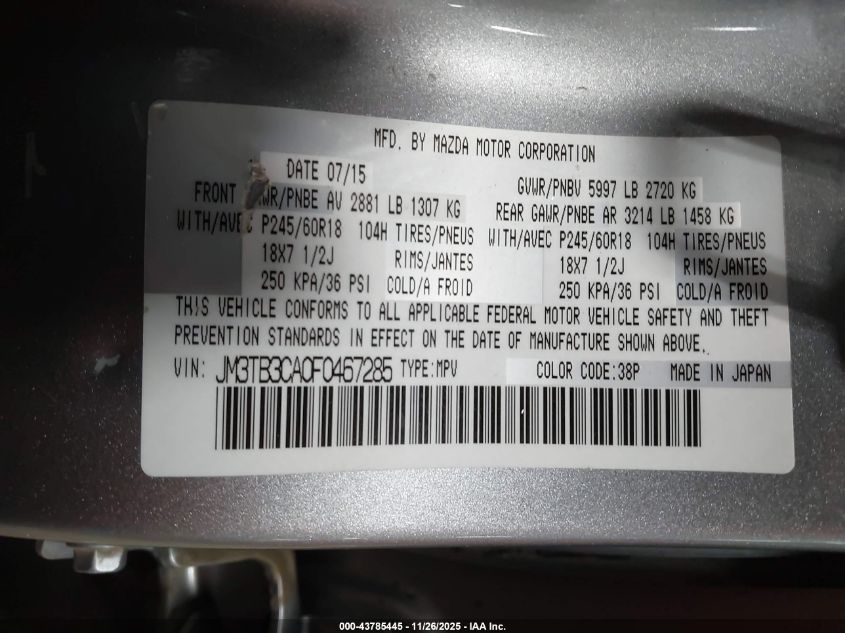 MFD. BY MAZDA MOTOR CORPORATION
DATE 07/15 GVWR/PNBV 5997 LB 2720 KG
FRONT GAWR/PNBE AV 2881 LB 1307 KG REAR GAWR/PNBE AR 3214 LB 1458 KG
WITH/AVEC P245/60R18 104H TIRES/PNEUS WITH/AVEC P245/60R18 104H TIRES/PNEUS
18X7 1/2J RIMS/JANTES 18X7 1/2J RIMS/JANTES
250 KPA/36 PSI COLD/A FROID 250 KPA/36 PSI COLD/A FROID
THIS VEHICLE CONFORMS TO ALL APPLICABLE FEDERAL MOTOR VEHICLE SAFETY AND THEFT
PREVENTION STANDARDS IN EFFECT ON THE DATE OF MANUFACTURE SHOWN ABOVE.
VIN: JM3TB3CA0F0467285 TYPE:MPV COLOR CODE:38P MADE IN JAPAN
000-43785445 - 11/26/2025 - IAA Inc.